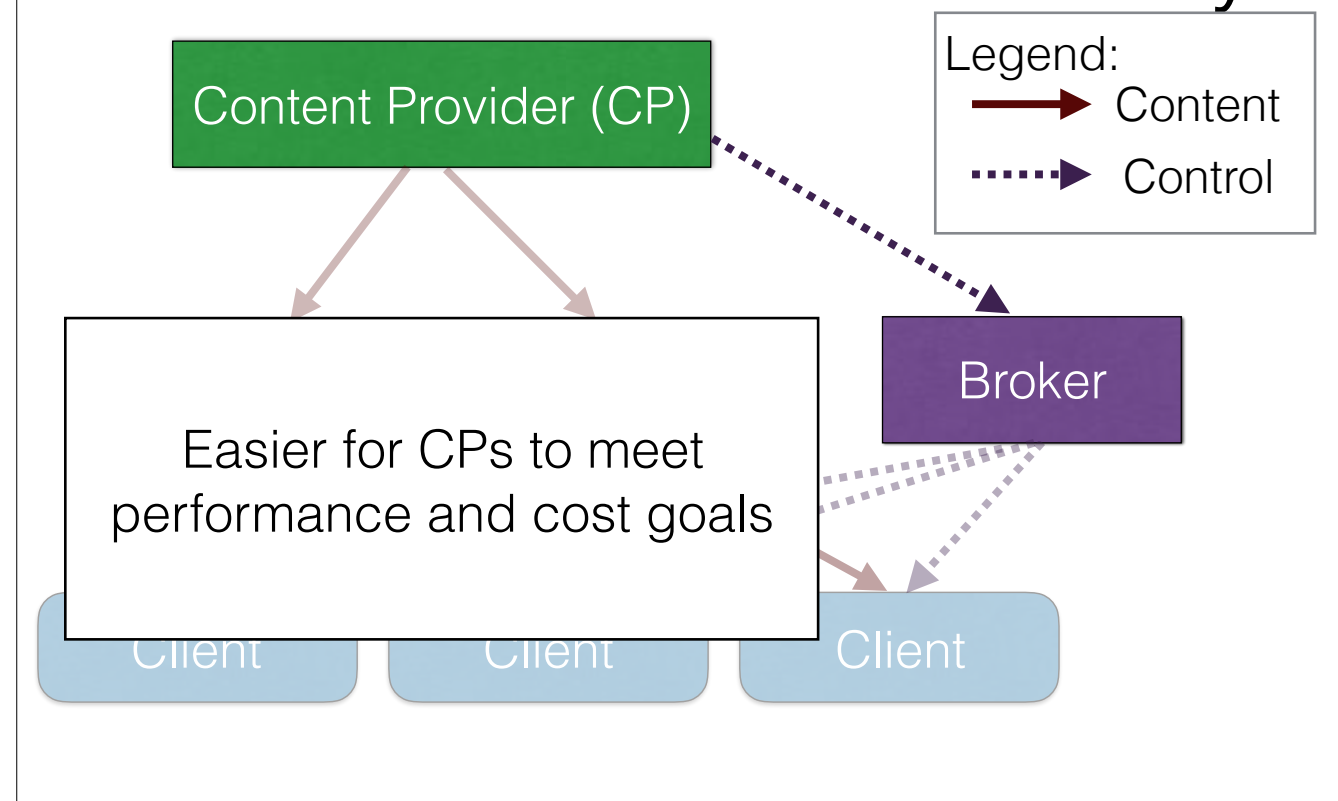 Legend:
Content
Control
Content Provider (CP)
Broker
Easier for CPs to meet
performance and cost goals
Client
Client
Client